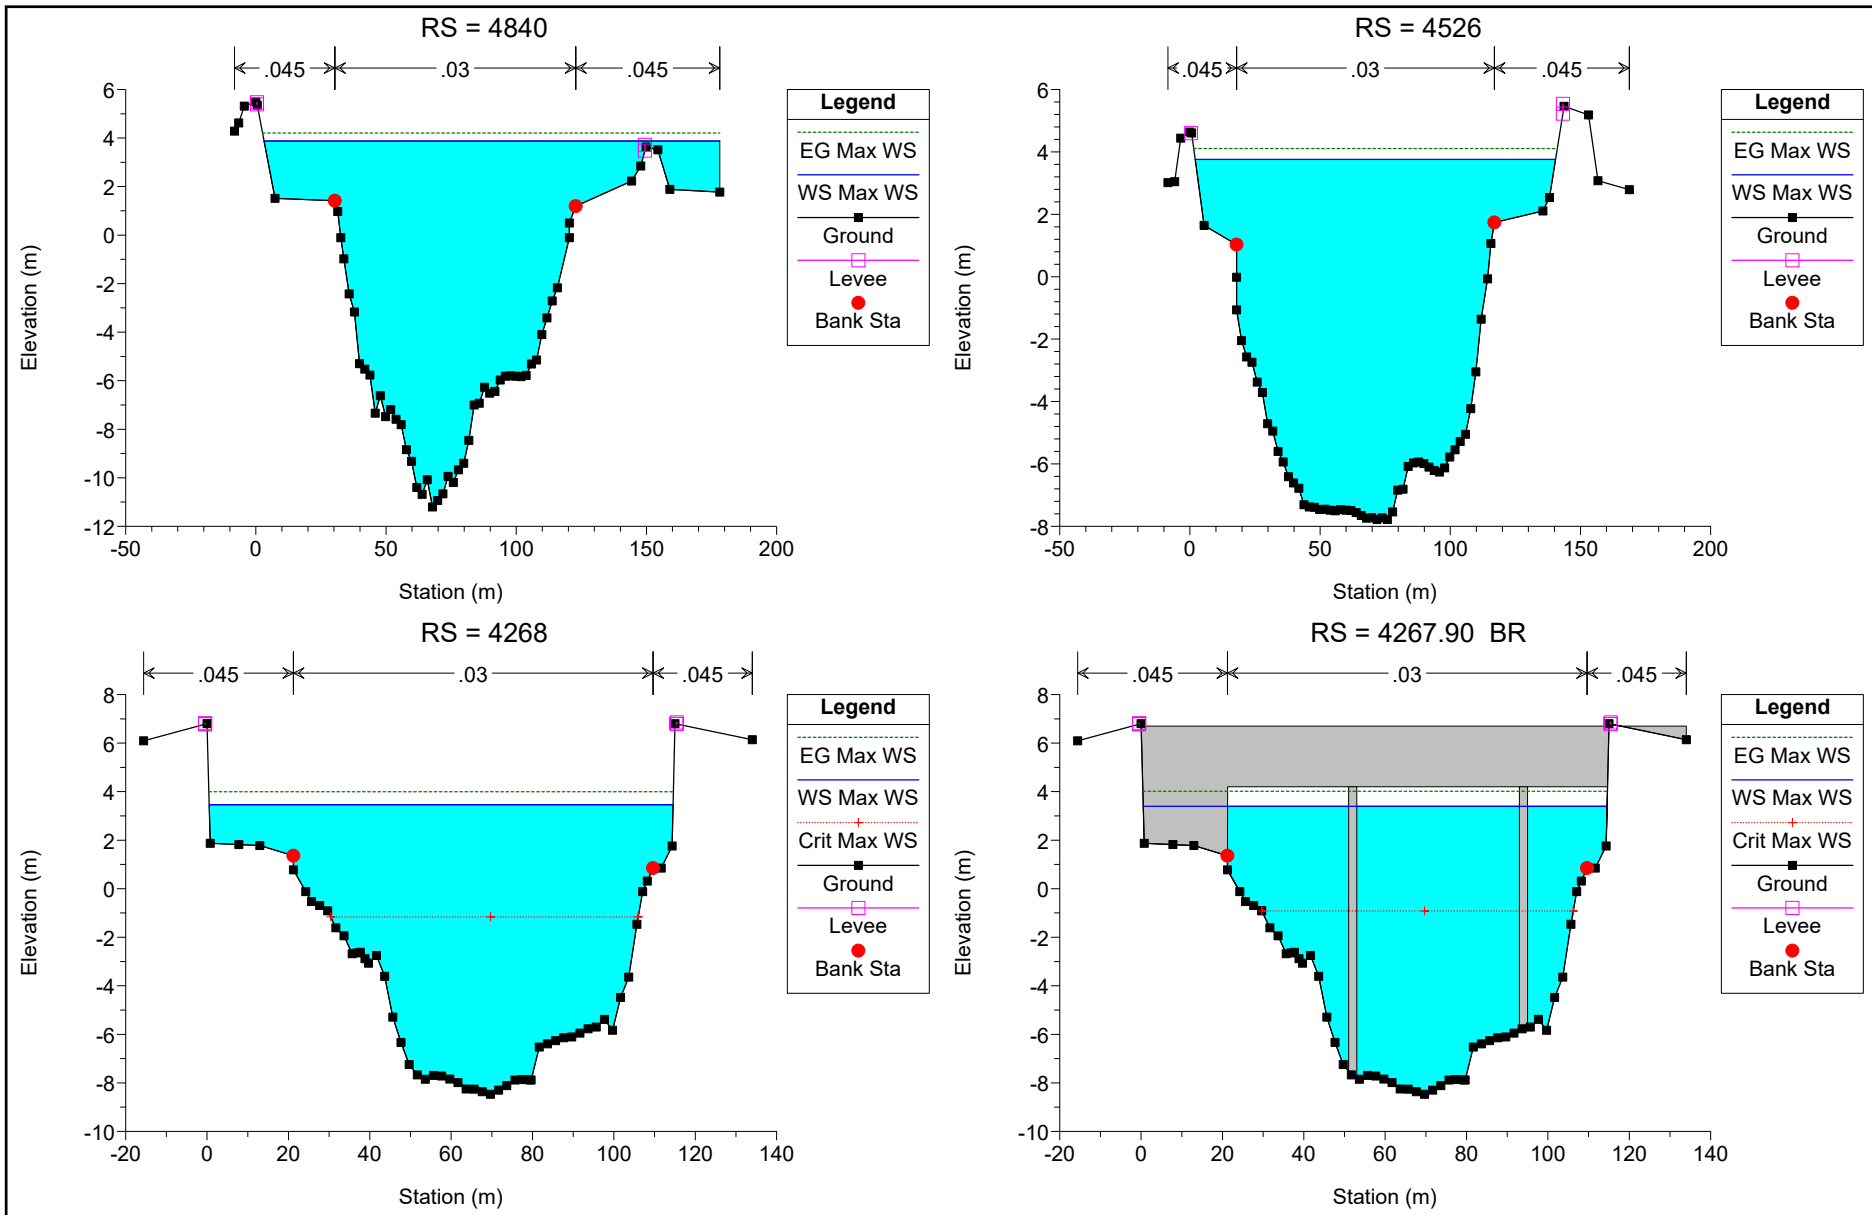 RS = 4840
.045 .03 .045
6
4
2
0
-2
-4
-6
-8
-10
-12
-50 0 50 100 150 200
Elevation (m)
Station (m)
Legend
EG Max WS
WS Max WS
Ground
Levee
Bank Sta
RS = 4526
.045 .03 .045
6
4
2
0
-2
-4
-6
-8
-50 0 50 100 150 200
Elevation (m)
Station (m)
Legend
EG Max WS
WS Max WS
Ground
Levee
Bank Sta
RS = 4268
.045 .03 .045
8
6
4
2
0
-2
-4
-6
-8
-10
-20 0 20 40 60 80 100 120 140
Elevation (m)
Station (m)
Legend
EG Max WS
WS Max WS
Crit Max WS
Ground
Levee
Bank Sta
RS = 4267.90 BR
.045 .03 .045
8
6
4
2
0
-2
-4
-6
-8
-10
-20 0 20 40 60 80 100 120 140
Elevation (m)
Station (m)
Legend
EG Max WS
WS Max WS
Crit Max WS
Ground
Levee
Bank Sta